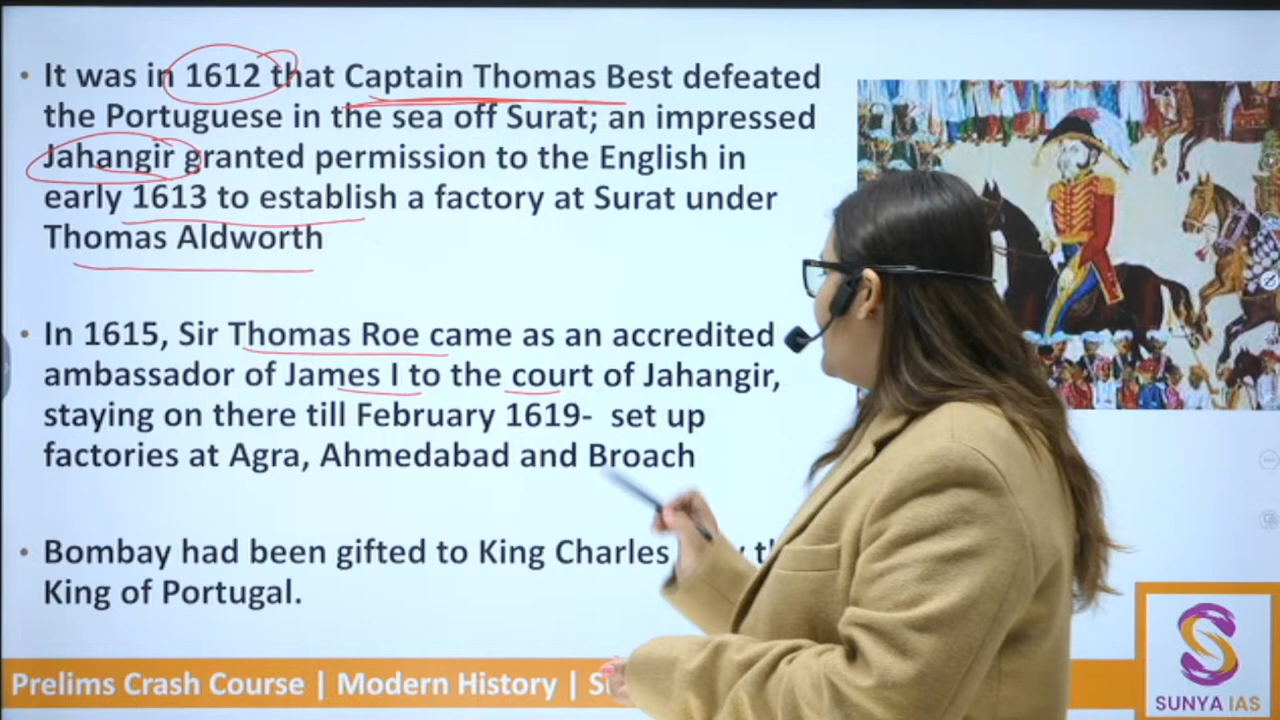 • It was in 1612 that Captain Thomas Best defeated
the Portuguese in the sea off Surat; an impressed
Jahangir granted permission to the English in
early 1613 to establish a factory at Surat under
Thomas Aldworth
• In 1615, Sir Thomas Roe came as an accredited
ambassador of James I to the court of Jahangir,
staying on there till February 1619- set up
factories at Agra, Ahmedabad and Broach
• Bombay had been gifted to King Charles
King of Portugal.
Prelims Crash Course | Modern History |
SUNYA IAS